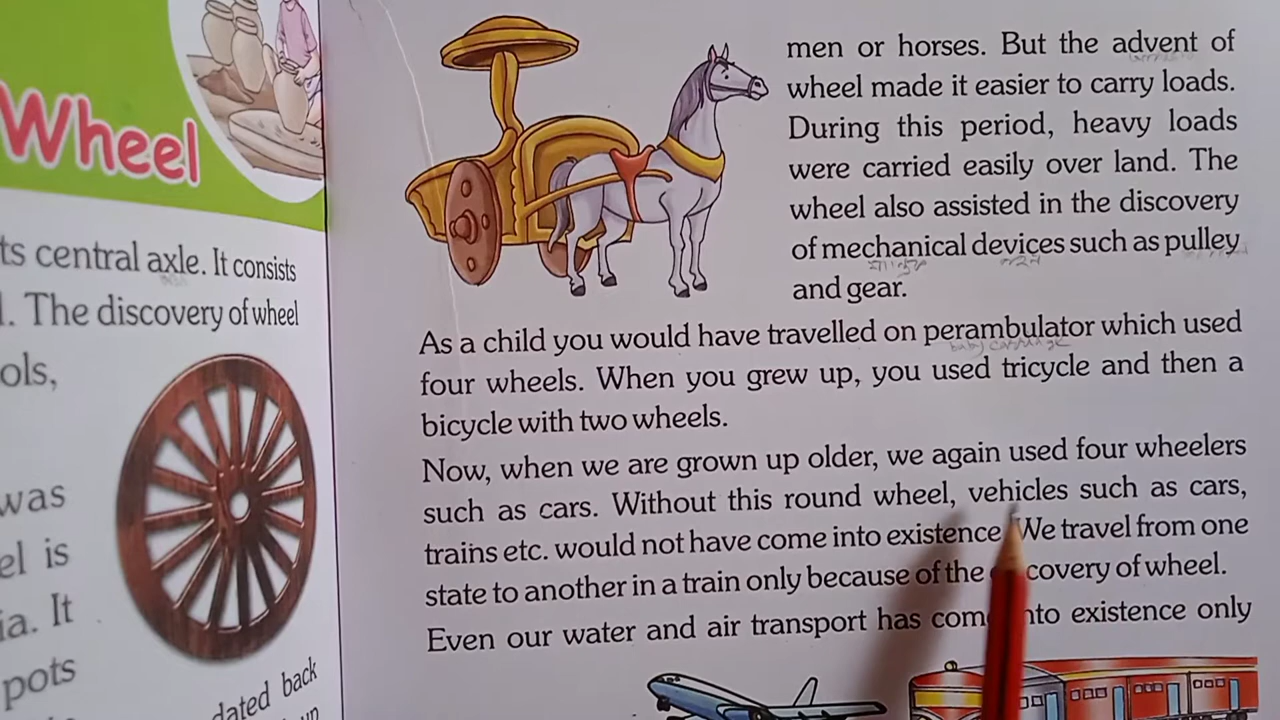 Wheel
ts central axle. It consists
l. The discovery of wheel
ols,
was
el is
ia. It
pots
dated back
men or horses. But the advent of
wheel made it easier to carry loads.
During this period, heavy loads
were carried easily over land. The
wheel also assisted in the discovery
of mechanical devices such as pulley
and gear.
As a child you would have travelled on perambulator which used
baby carriage
four wheels. When you grew up, you used tricycle and then a
bicycle with two wheels.
Now, when we are grown up older, we again used four wheelers
such as cars. Without this round wheel, vehicles such as cars,
trains etc. would not have come into existence We travel from one
state to another in a train only because of the covery of wheel.
Even our water and air transport has com nto existence only